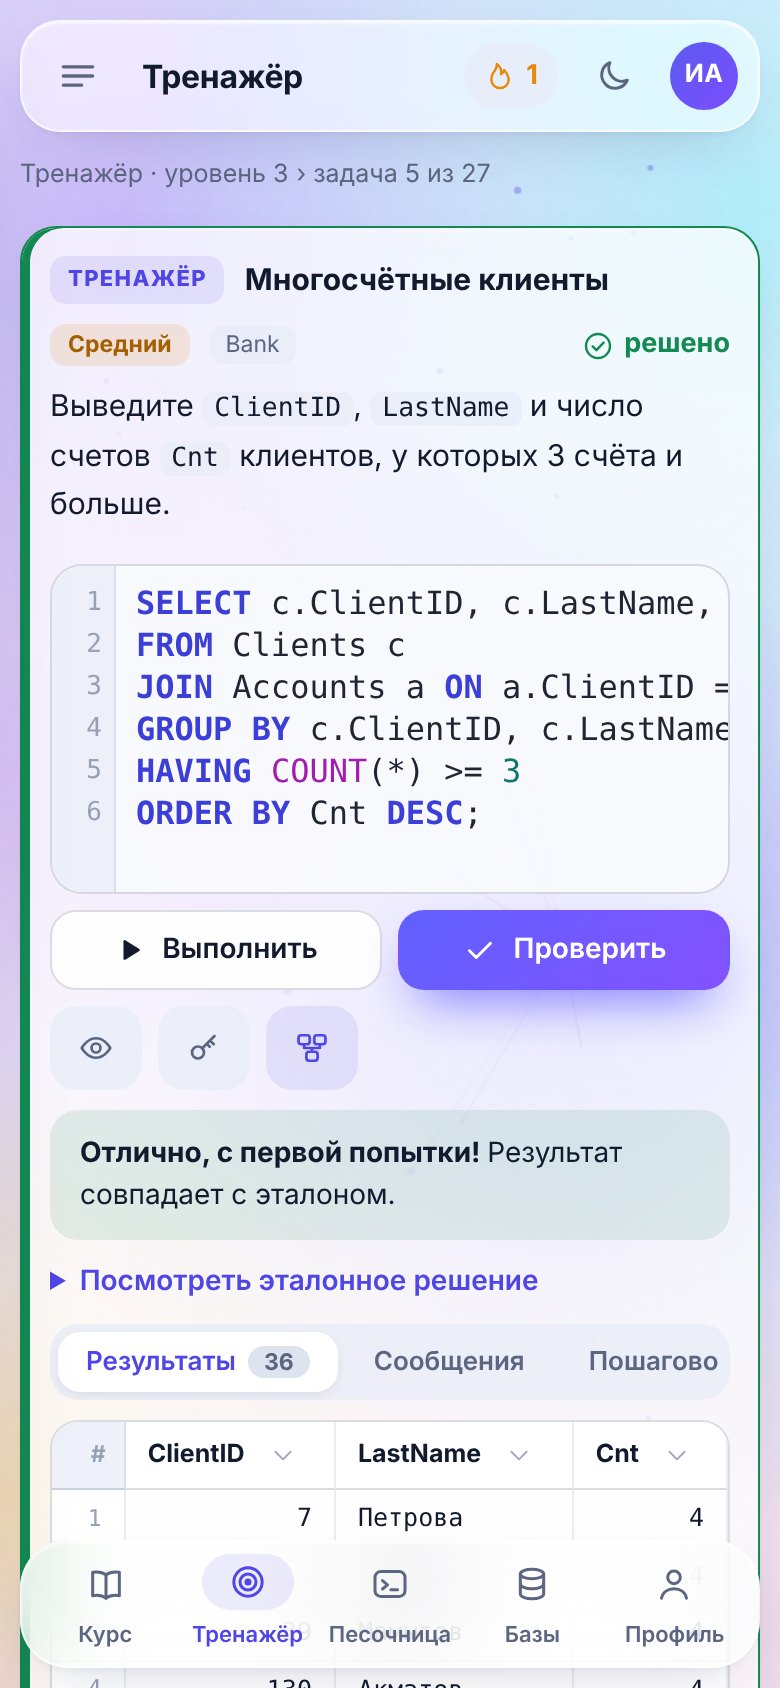 Тренажёр
1
ИА
Тренажёр · уровень 3 › задача 5 из 27
ТРЕНАЖЁР
Многосчётные клиенты
Средний
Bank
решено
Выведите ClientID, LastName и число
счетов Cnt клиентов, у которых 3 счёта и
больше.
1 SELECT c.ClientID, c.LastName,
2 FROM Clients c
3 JOIN Accounts a ON a.ClientID =
4 GROUP BY c.ClientID, c.LastName
5 HAVING COUNT(*) >= 3
6 ORDER BY Cnt DESC;
Выполнить
Проверить
Отлично, с первой попытки! Результат
совпадает с эталоном.
Посмотреть эталонное решение
Результаты 36
Сообщения
Пошагово
# ClientID LastName Cnt
1 7 Петрова 4
Курс
Тренажёр
Песочница
Базы
Профиль
4 130 Акматов 4